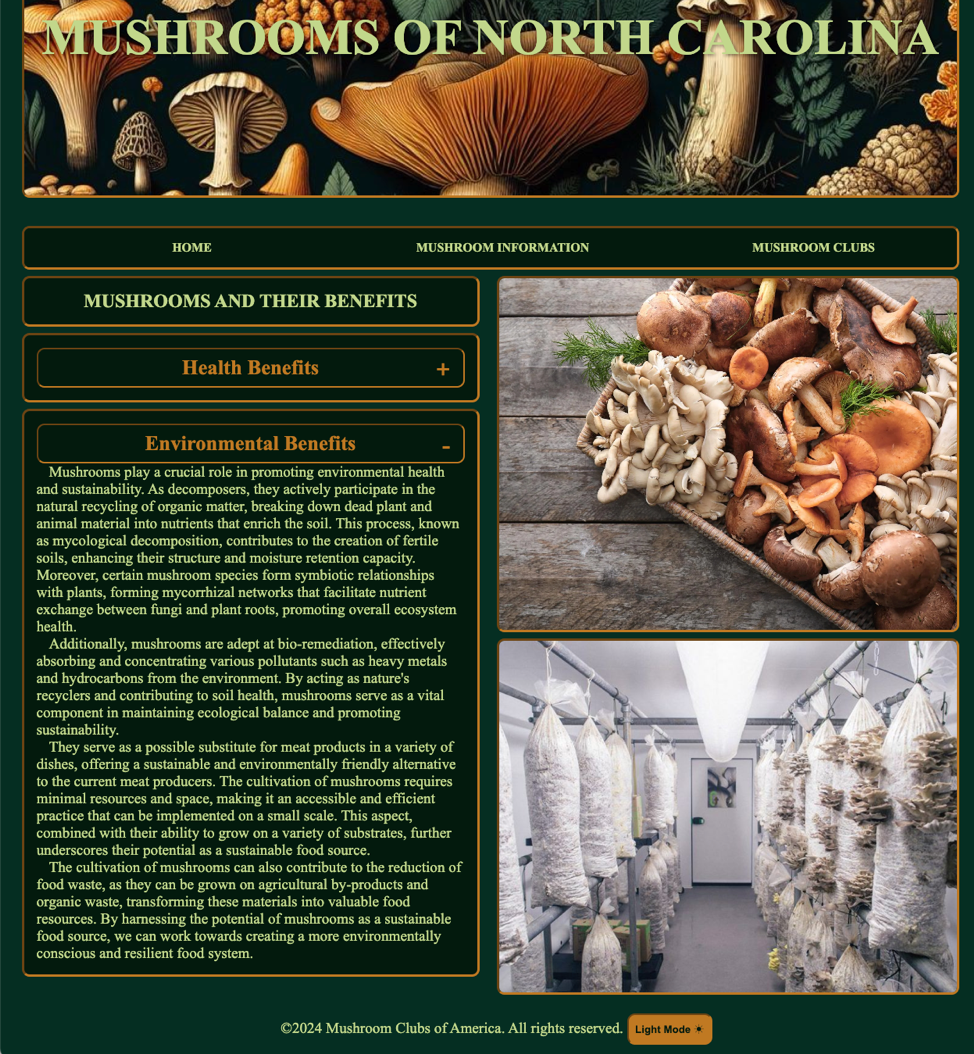 MUSHROOMS OF NORTH CAROLINA
HOME
MUSHROOM INFORMATION
MUSHROOM CLUBS
MUSHROOMS AND THEIR BENEFITS
Health Benefits +
Environmental Benefits -
Mushrooms play a crucial role in promoting environmental health
and sustainability. As decomposers, they actively participate in the
natural recycling of organic matter, breaking down dead plant and
animal material into nutrients that enrich the soil. This process, known
as mycological decomposition, contributes to the creation of fertile
soils, enhancing their structure and moisture retention capacity.
Moreover, certain mushroom species form symbiotic relationships
with plants, forming mycorrhizal networks that facilitate nutrient
exchange between fungi and plant roots, promoting overall ecosystem
health.
Additionally, mushrooms are adept at bio-remediation, effectively
absorbing and concentrating various pollutants such as heavy metals
and hydrocarbons from the environment. By acting as nature's
recyclers and contributing to soil health, mushrooms serve as a vital
component in maintaining ecological balance and promoting
sustainability.
They serve as a possible substitute for meat products in a variety of
dishes, offering a sustainable and environmentally friendly alternative
to the current meat producers. The cultivation of mushrooms requires
minimal resources and space, making it an accessible and efficient
practice that can be implemented on a small scale. This aspect,
combined with their ability to grow on a variety of substrates, further
underscores their potential as a sustainable food source.
The cultivation of mushrooms can also contribute to the reduction of
food waste, as they can be grown on agricultural by-products and
organic waste, transforming these materials into valuable food
resources. By harnessing the potential of mushrooms as a sustainable
food source, we can work towards creating a more environmentally
conscious and resilient food system.
©2024 Mushroom Clubs of America. All rights reserved. Light Mode ☀